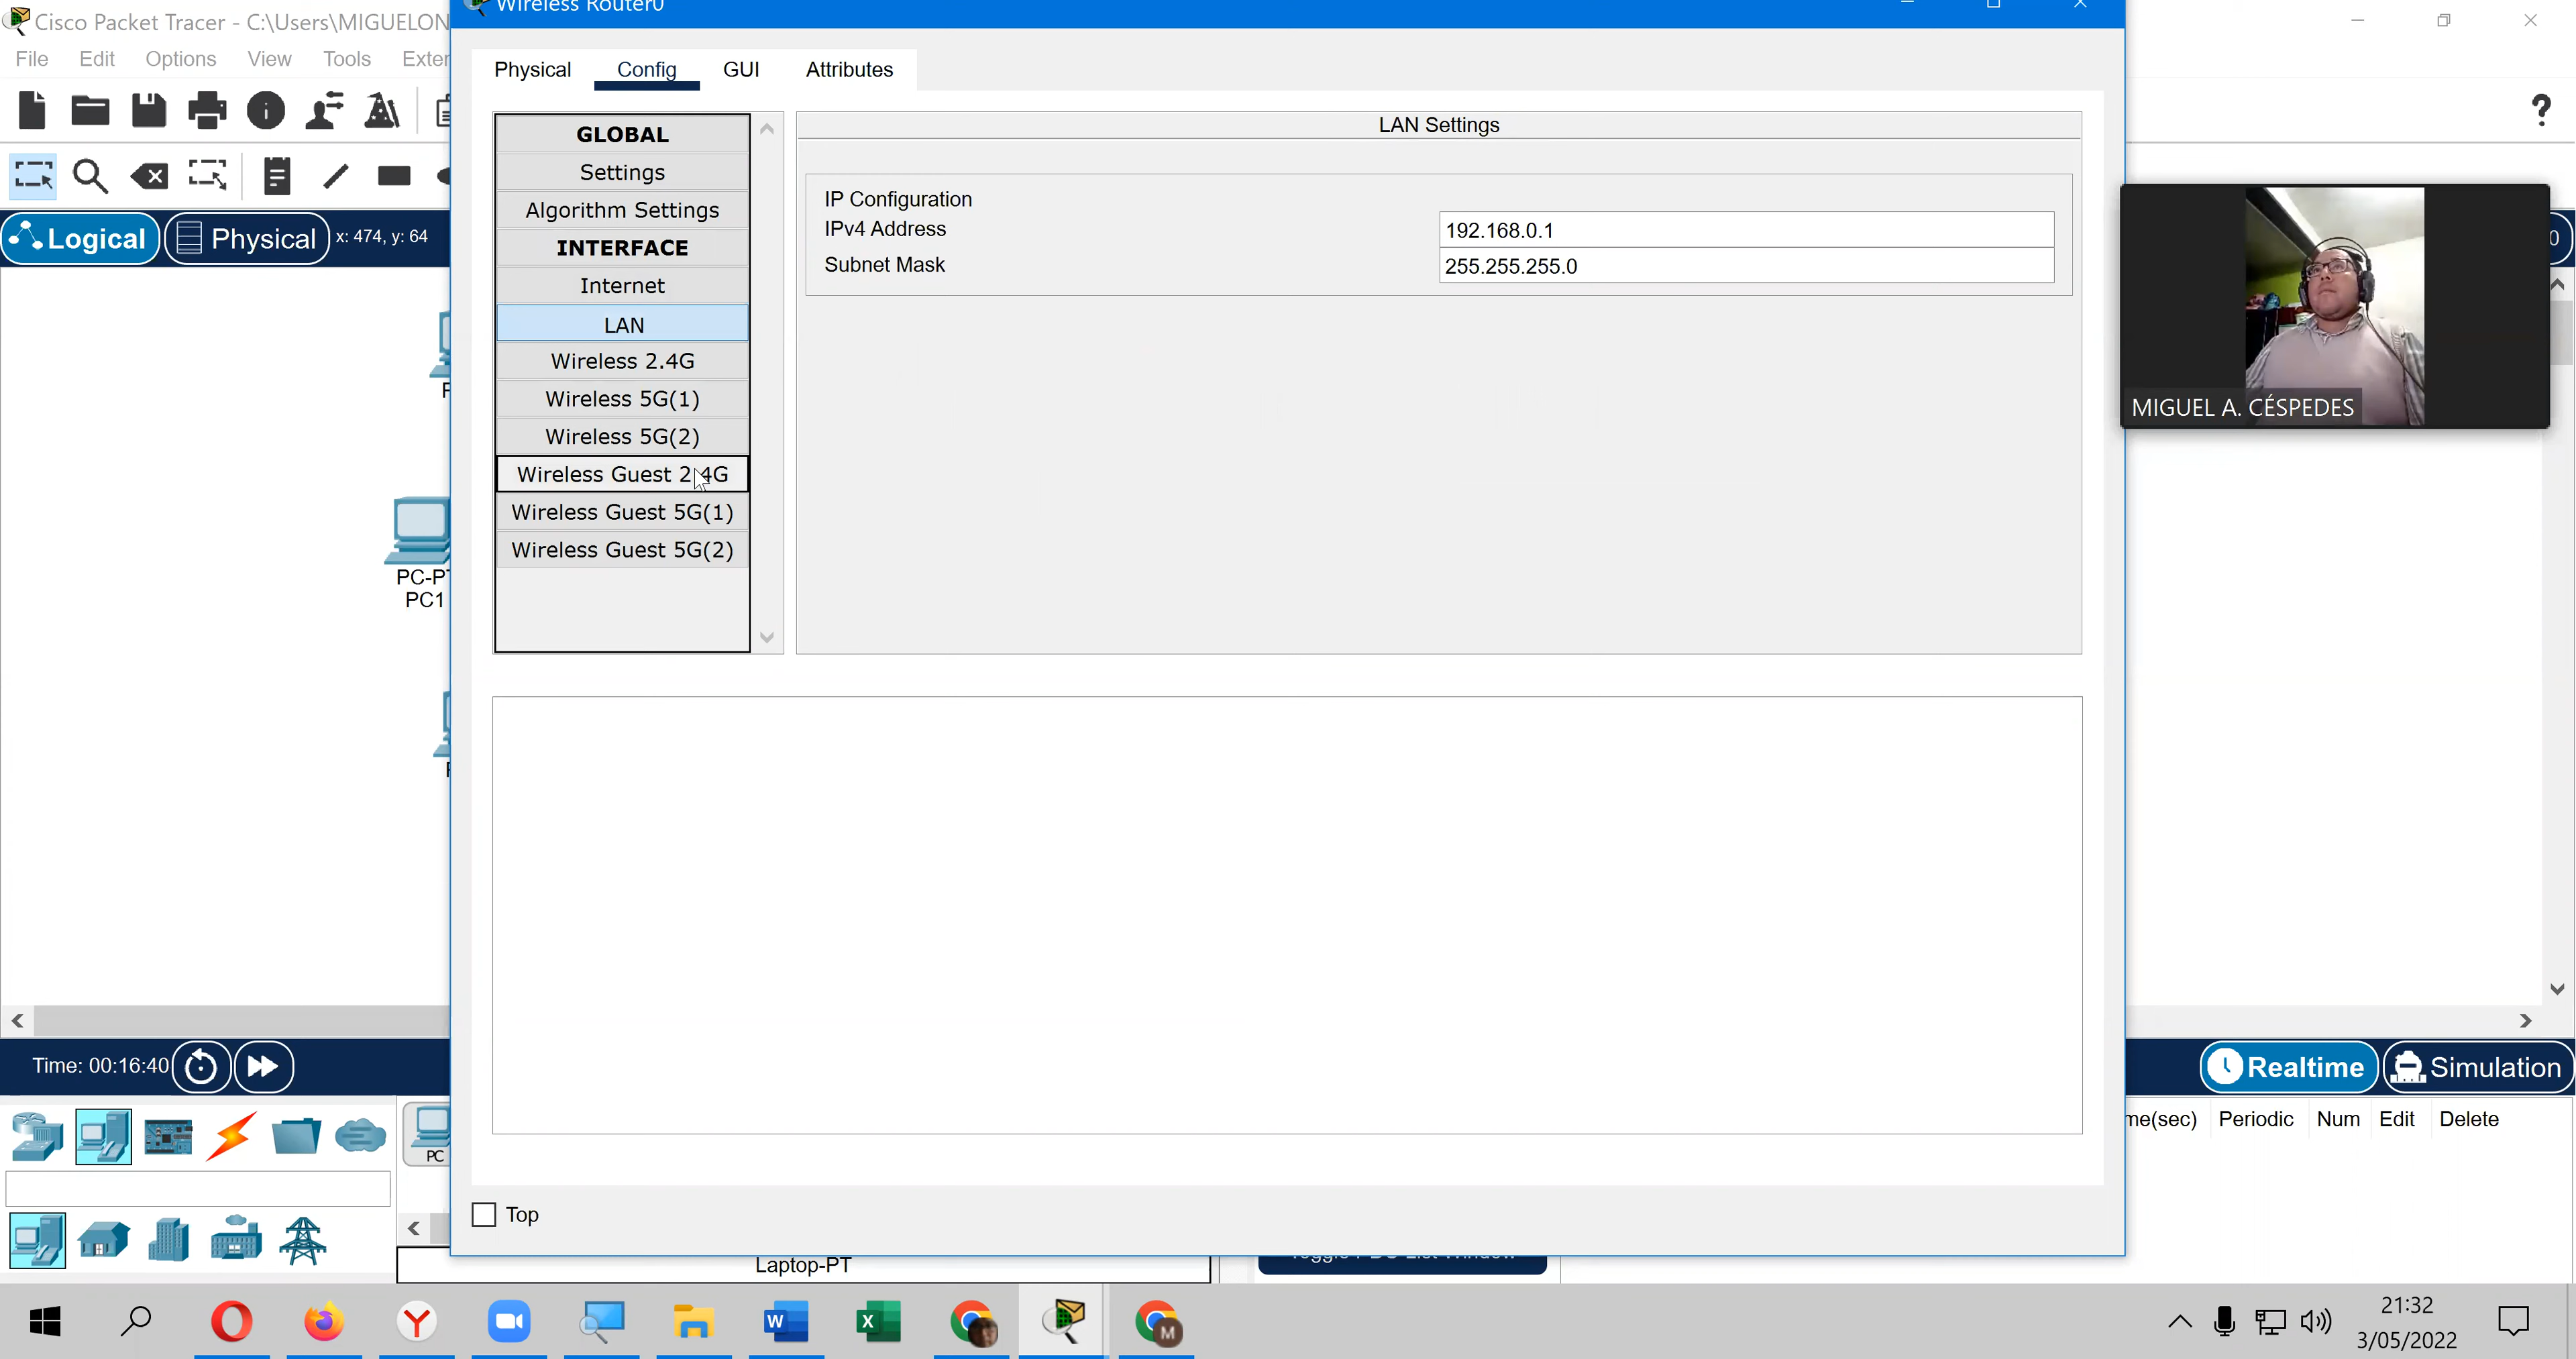 Cisco Packet Tracer - C:\Users\MIGUELON
Wireless Router0
File Edit Options View Tools Exter
Physical Config GUI Attributes
GLOBAL
Settings
Algorithm Settings
INTERFACE
Internet
LAN
Wireless 2.4G
Wireless 5G(1)
Wireless 5G(2)
Wireless Guest 2.4G
Wireless Guest 5G(1)
Wireless Guest 5G(2)
LAN Settings
IP Configuration
IPv4 Address 192.168.0.1
Subnet Mask 255.255.255.0
Logical Physical x: 474, y: 64
MIGUEL A. CÉSPEDES
PC-PT
PC1
Time: 00:16:40
Realtime Simulation
me(sec) Periodic Num Edit Delete
PC
Top
Laptop-PT
21:32
3/05/2022